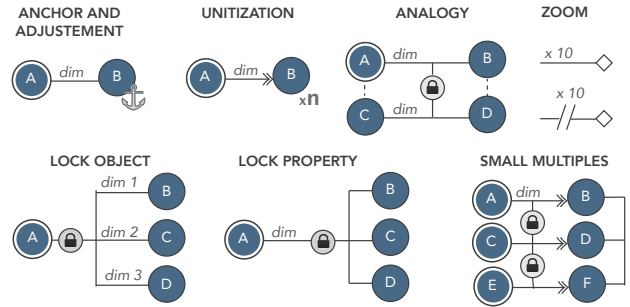 ANCHOR AND
ADJUSTEMENT
UNITIZATION
ANALOGY
ZOOM
A dim B
A dim B
xn
A dim B
C dim D
x 10
x 10
LOCK OBJECT
LOCK PROPERTY
SMALL MULTIPLES
A
dim 1 B
dim 2 C
dim 3 D
A dim
B
C
D
A dim B
C D
E F